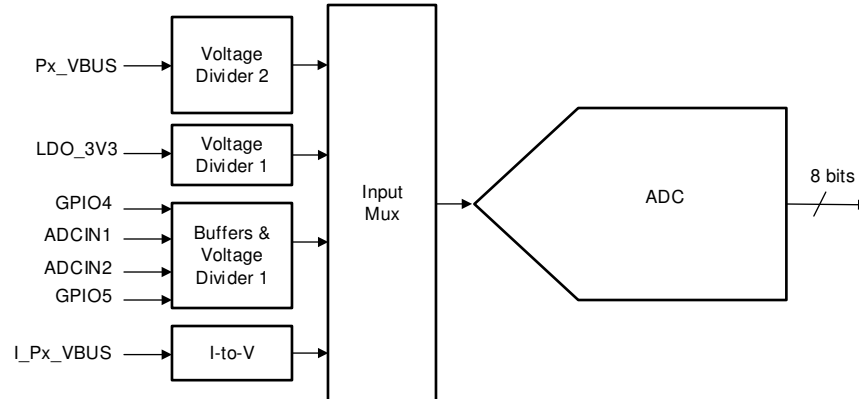 Px_VBUS
Voltage
Divider 2
LDO_3V3
Voltage
Divider 1
GPIO4
ADCIN1
ADCIN2
GPIO5
Buffers &
Voltage
Divider 1
I_Px_VBUS
I-to-V
Input
Mux
ADC
8 bits